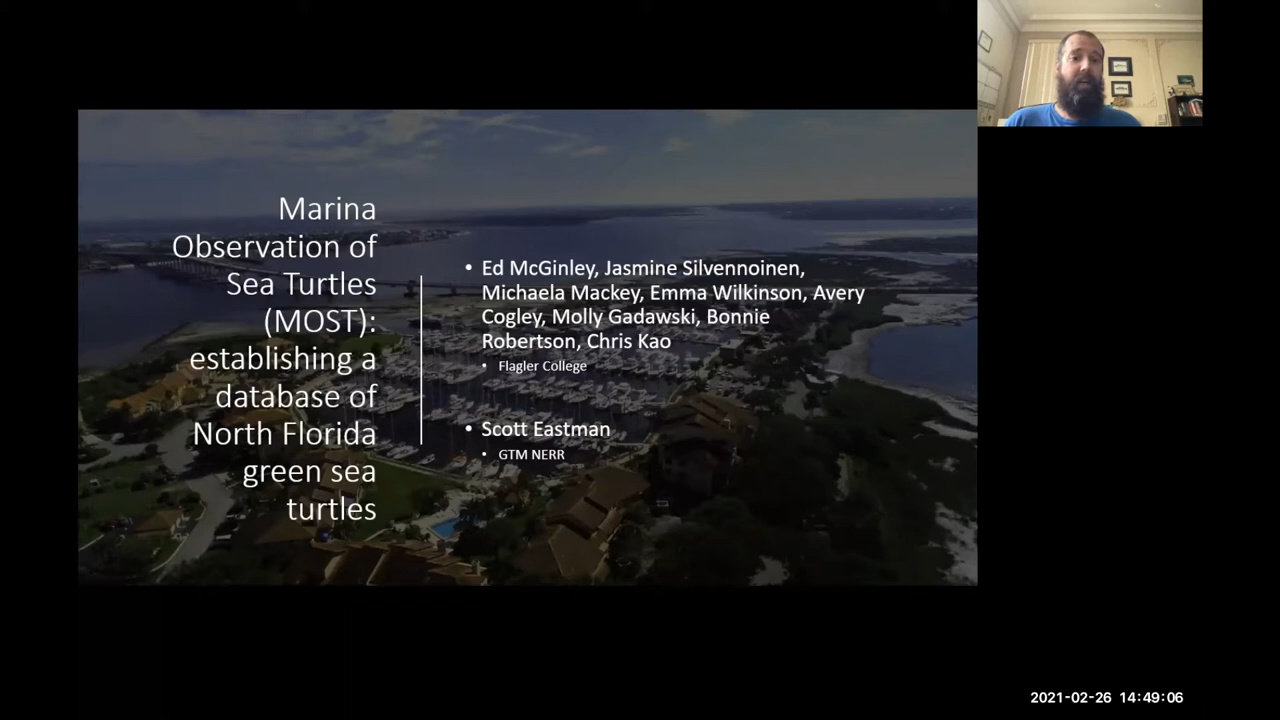 Marina
Observation of
Sea Turtles
(MOST):
establishing a
database of
North Florida
green sea
turtles
• Ed McGinley, Jasmine Silvennoinen,
Michaela Mackey, Emma Wilkinson, Avery
Cogley, Molly Gadawski, Bonnie
Robertson, Chris Kao
• Flagler College
• Scott Eastman
• GTM NERR
2021-02-26 14:49:06